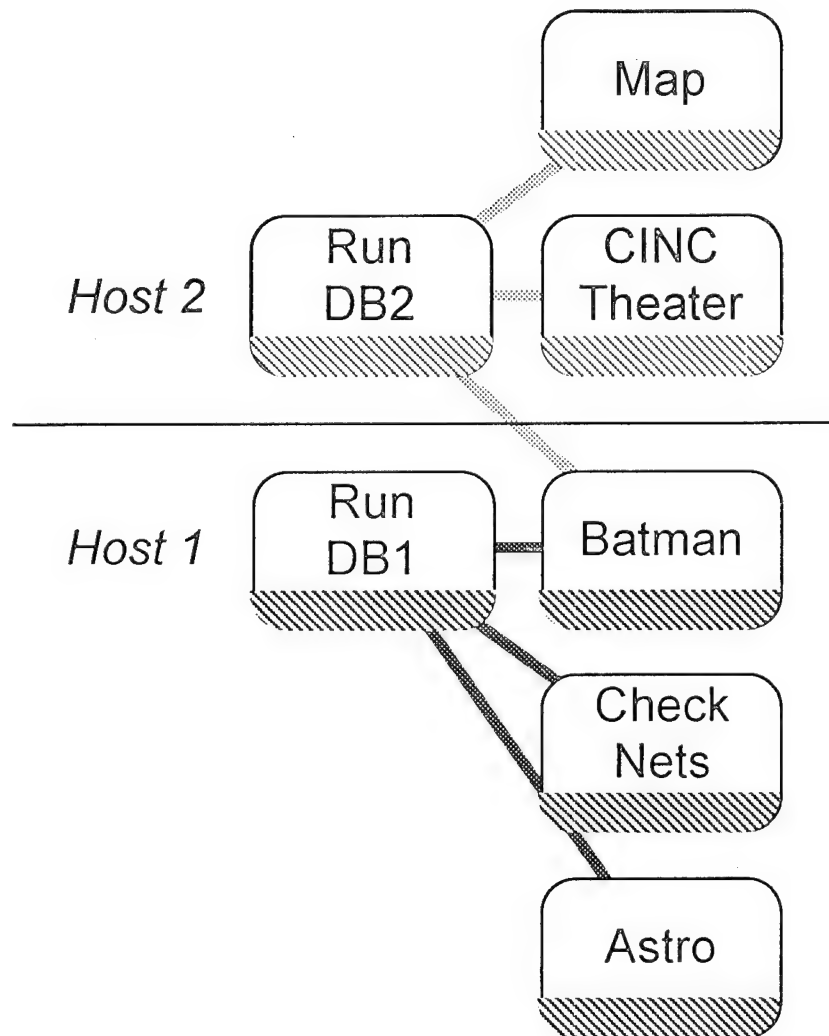 Map
Run
DB2
CINC
Theater
Host 2
Run
DB1
Batman
Host 1
Check
Nets
Astro